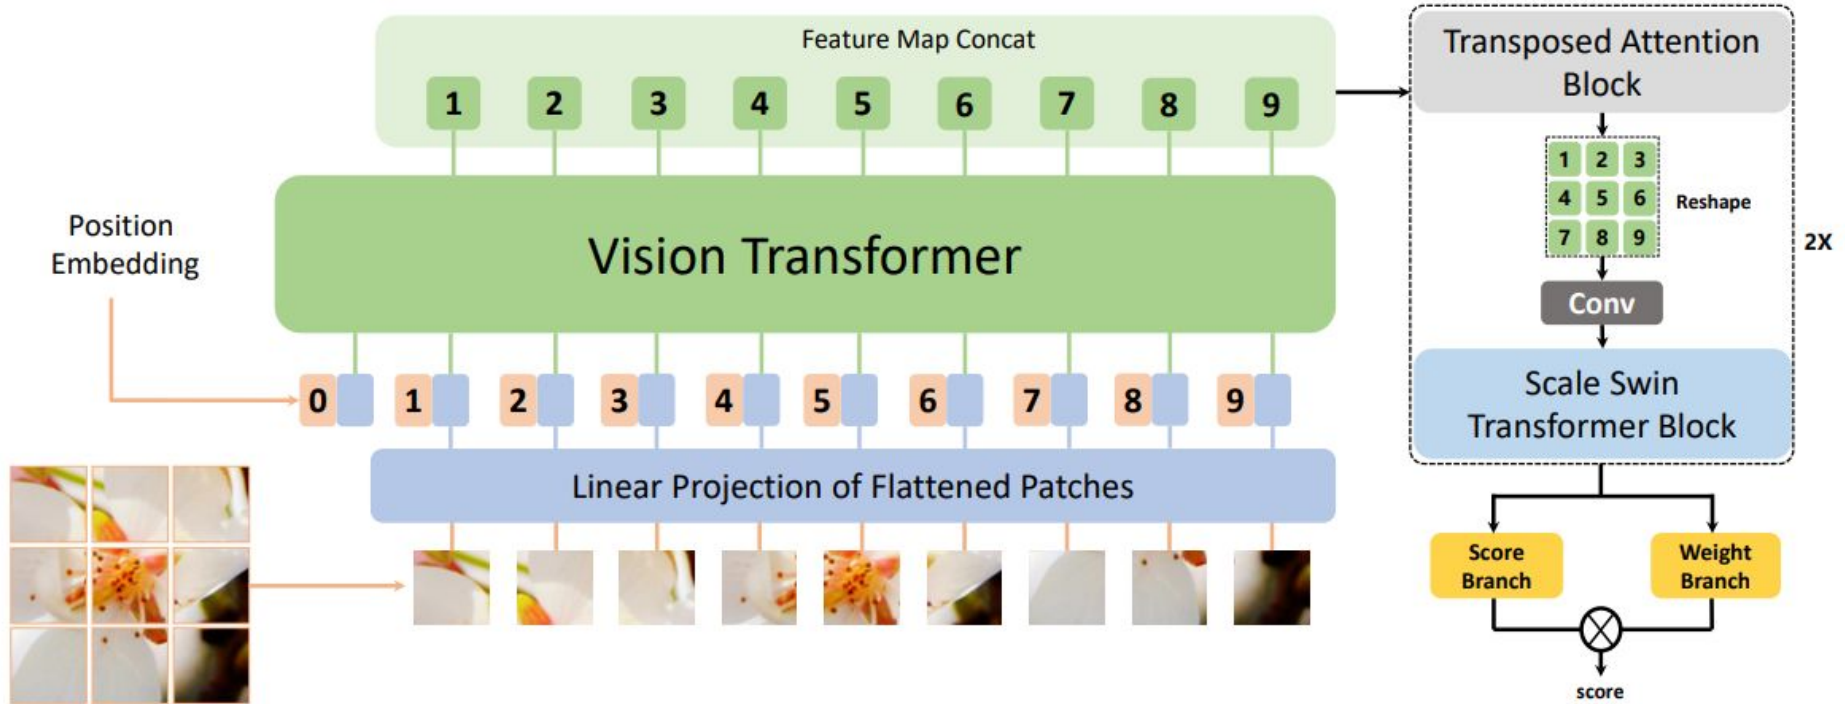 Feature Map Concat
1 2 3 4 5 6 7 8 9
Vision Transformer
Position
Embedding
0 1 2 3 4 5 6 7 8 9
Linear Projection of Flattened Patches
Transposed Attention
Block
1 2 3
4 5 6
7 8 9
Reshape
2X
Conv
Scale Swin
Transformer Block
Score
Branch
Weight
Branch
score